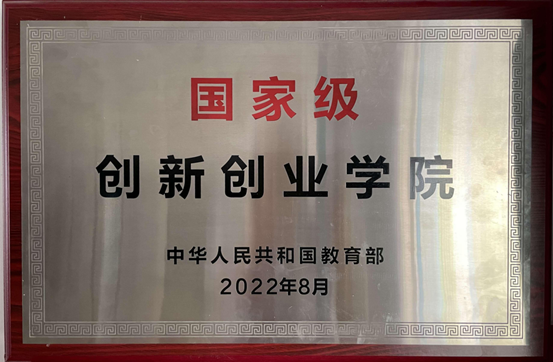 国家级
创新创业学院
中华人民共和国教育部
2022年8月